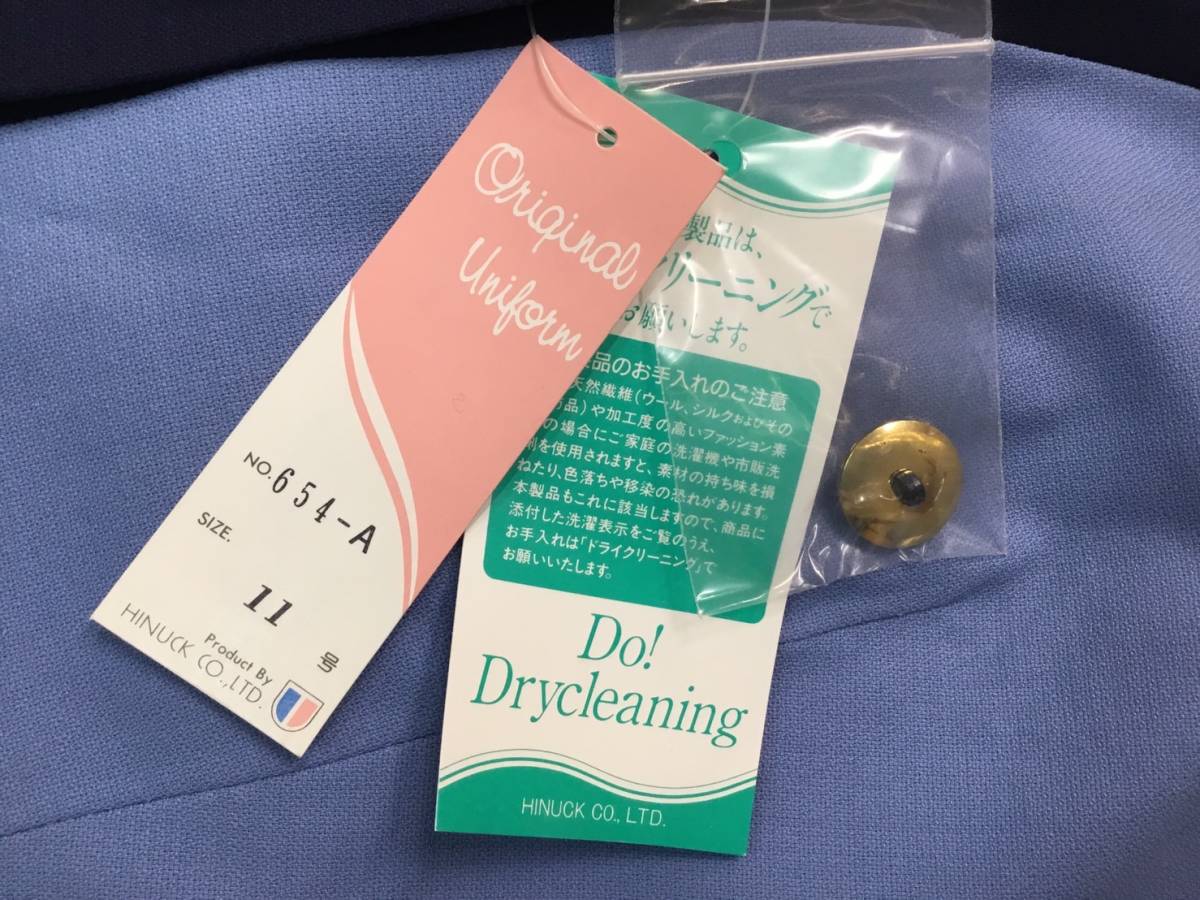 Original
Uniform
NO. 654-A
SIZE.
11 号
Product By
HINUCK CO.,LTD.
製品は、
クリーニングで
お願いします。
品のお手入れのご注意
天然繊維(ウール、シルクおよびその
品)や加工度の高いファッション素
の場合にご家庭の洗濯機や市販洗
剤を使用されますと、素材の持ち味を損
ねたり、色落ちや移染の恐れがあります。
本製品もこれに該当しますので、商品に
添付した洗濯表示をご覧のうえ、
お手入れは「ドライクリーニング」で
お願いいたします。
Do!
Drycleaning
HINUCK CO., LTD.